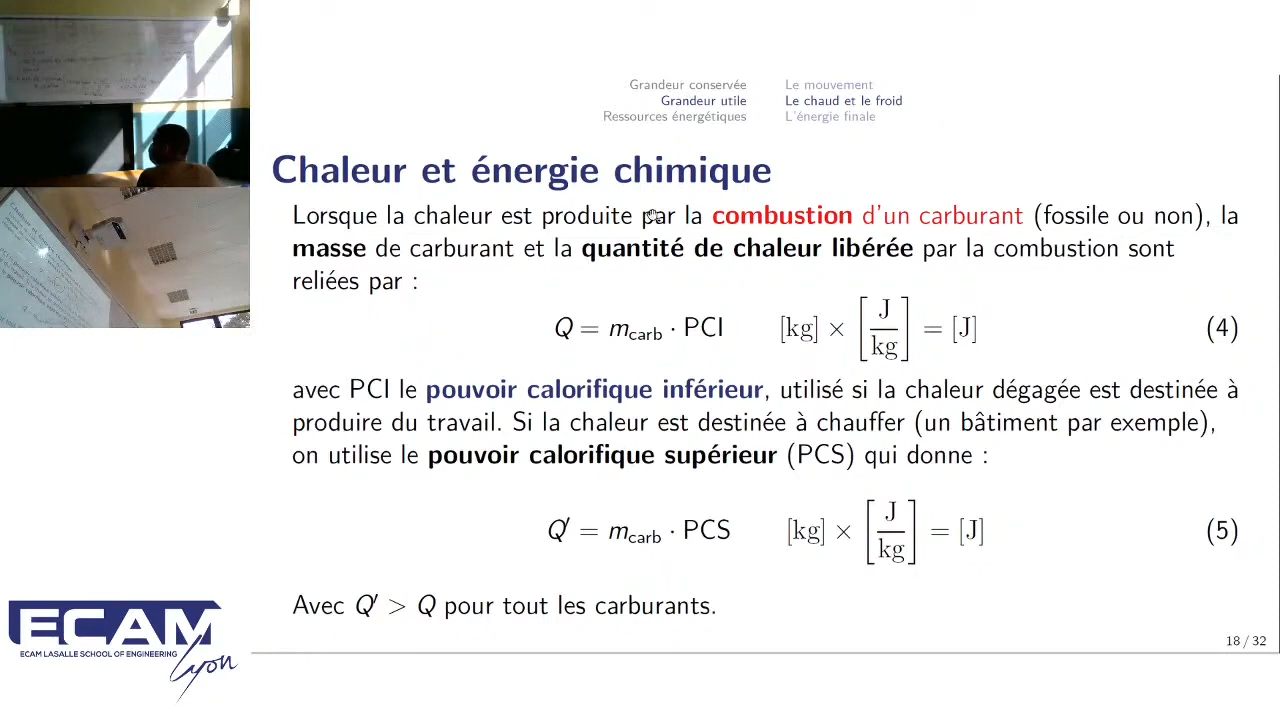 Grandeur conservée
Grandeur utile
Ressources énergétiques
Le mouvement
Le chaud et le froid
L'énergie finale
Chaleur et énergie chimique
Lorsque la chaleur est produite par la combustion d'un carburant (fossile ou non), la
masse de carburant et la quantité de chaleur libérée par la combustion sont
reliées par :
Q = m_carb · PCI [kg] × [J/kg] = [J] (4)
avec PCI le pouvoir calorifique inférieur, utilisé si la chaleur dégagée est destinée à
produire du travail. Si la chaleur est destinée à chauffer (un bâtiment par exemple),
on utilise le pouvoir calorifique supérieur (PCS) qui donne :
Q′ = m_carb · PCS [kg] × [J/kg] = [J] (5)
Avec Q′ > Q pour tout les carburants.
18 / 32
ECAM
ECAM LASALLE SCHOOL OF ENGINEERING
Lyon